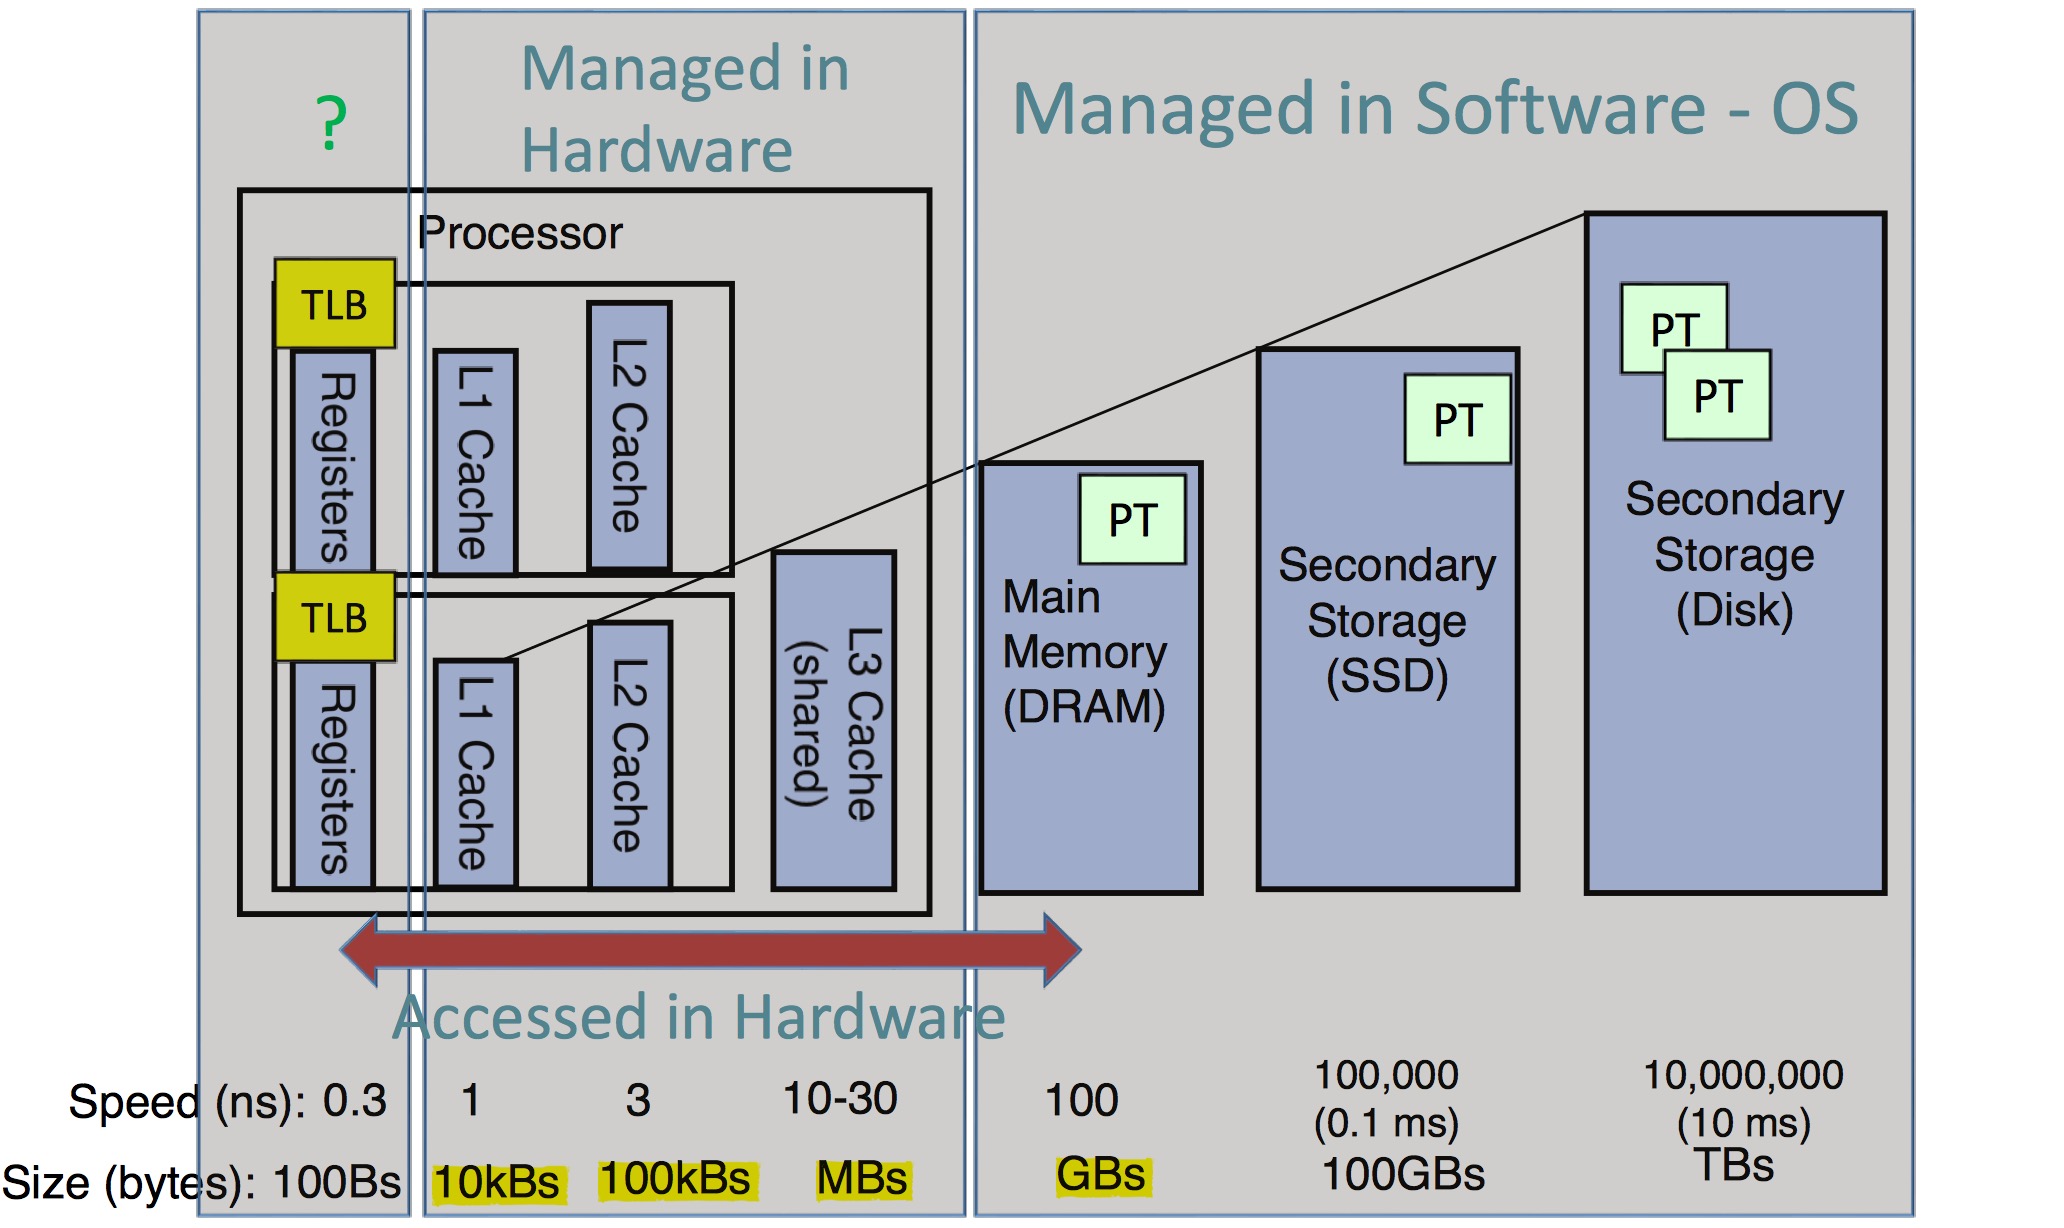 ?
Managed in
Hardware
Managed in Software - OS
Processor
TLB
Registers
L1 Cache
L2 Cache
TLB
Registers
L1 Cache
L2 Cache
L3 Cache
(shared)
PT
Main
Memory
(DRAM)
PT
Secondary
Storage
(SSD)
PT
PT
Secondary
Storage
(Disk)
Accessed in Hardware
Speed (ns): 0.3 1 3 10-30 100 100,000 10,000,000
(0.1 ms) (10 ms)
Size (bytes): 100Bs 10kBs 100kBs MBs GBs 100GBs TBs